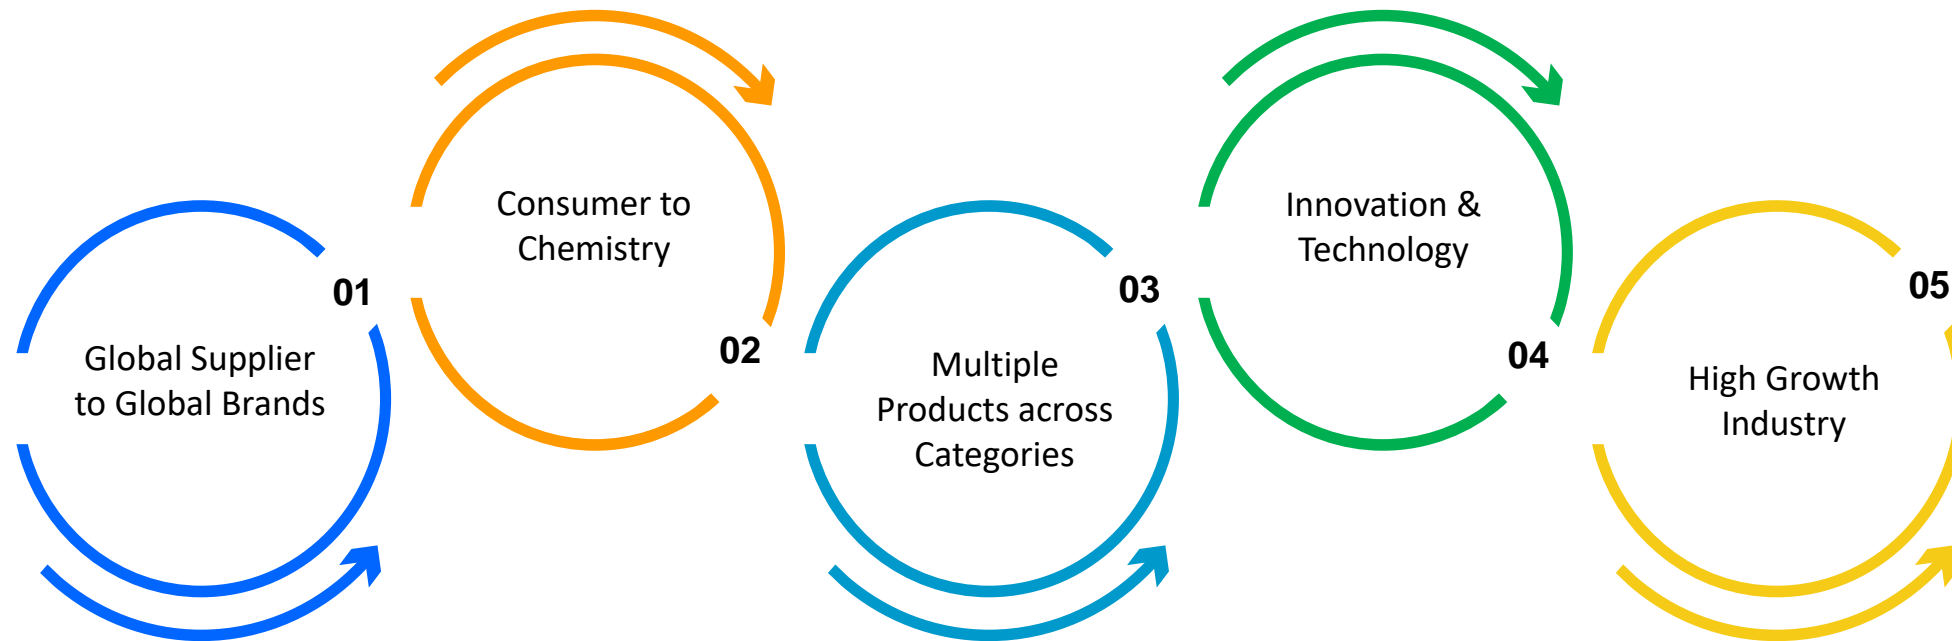 01
Global Supplier
to Global Brands
Consumer to
Chemistry
02
03
Multiple
Products across
Categories
Innovation &
Technology
04
05
High Growth
Industry